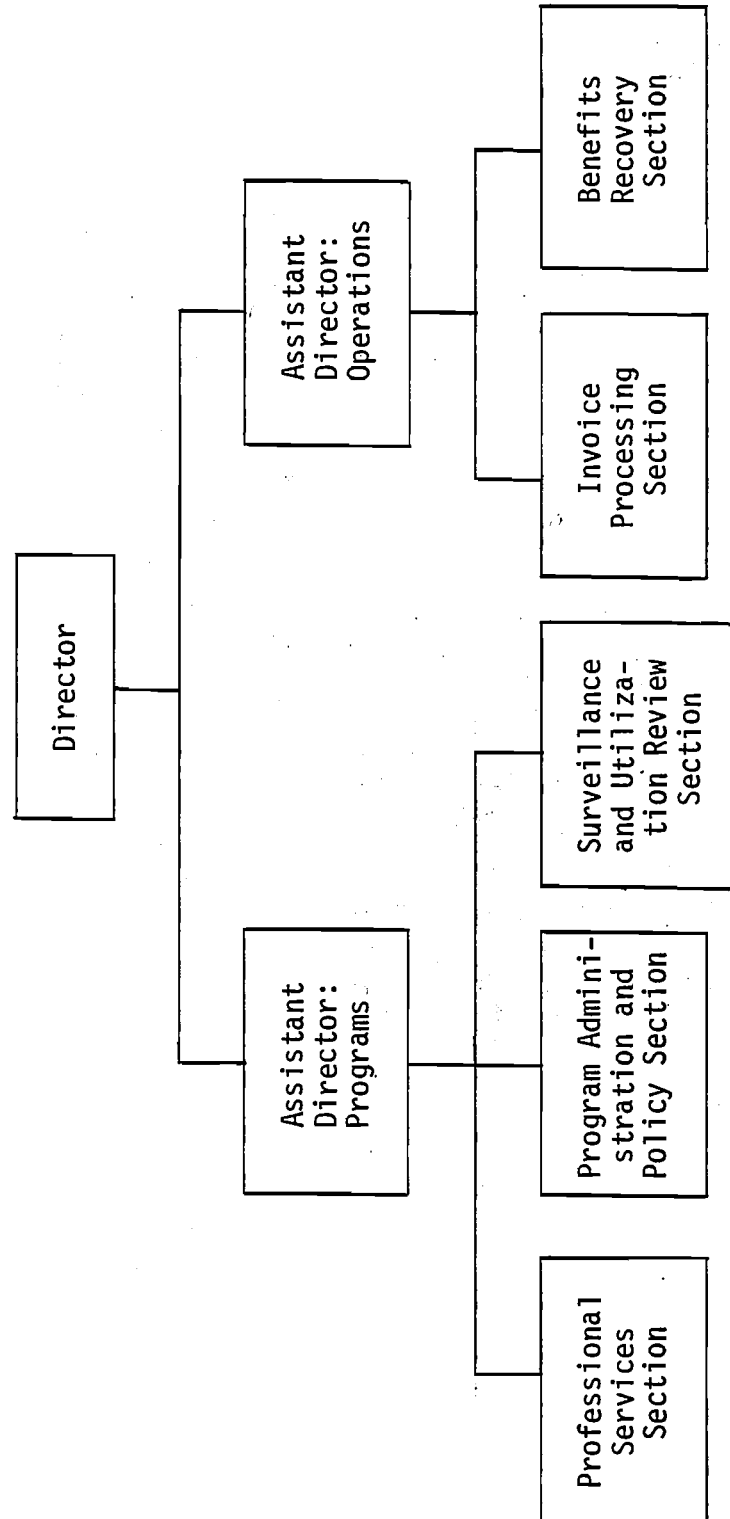 Director
Assistant
Director:
Programs
Assistant
Director:
Operations
Professional
Services
Section
Program Admini-
stration and
Policy Section
Surveillance
and Utiliza-
tion Review
Section
Invoice
Processing
Section
Benefits
Recovery
Section